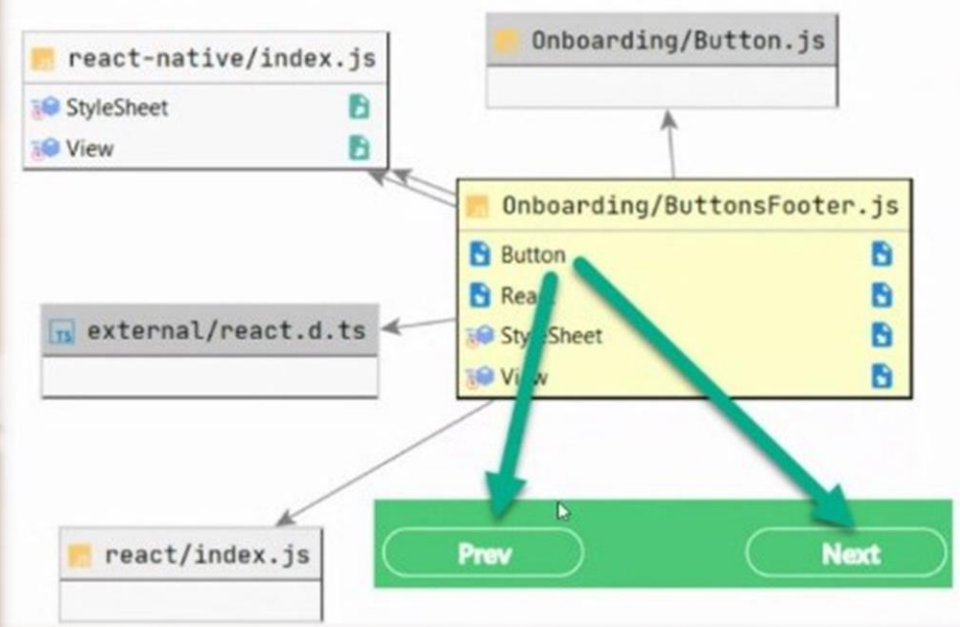 react-native/index.js
StyleSheet
View
Onboarding/Button.js
Onboarding/ButtonsFooter.js
Button
React
StyleSheet
View
TS external/react.d.ts
react/index.js
Prev
Next